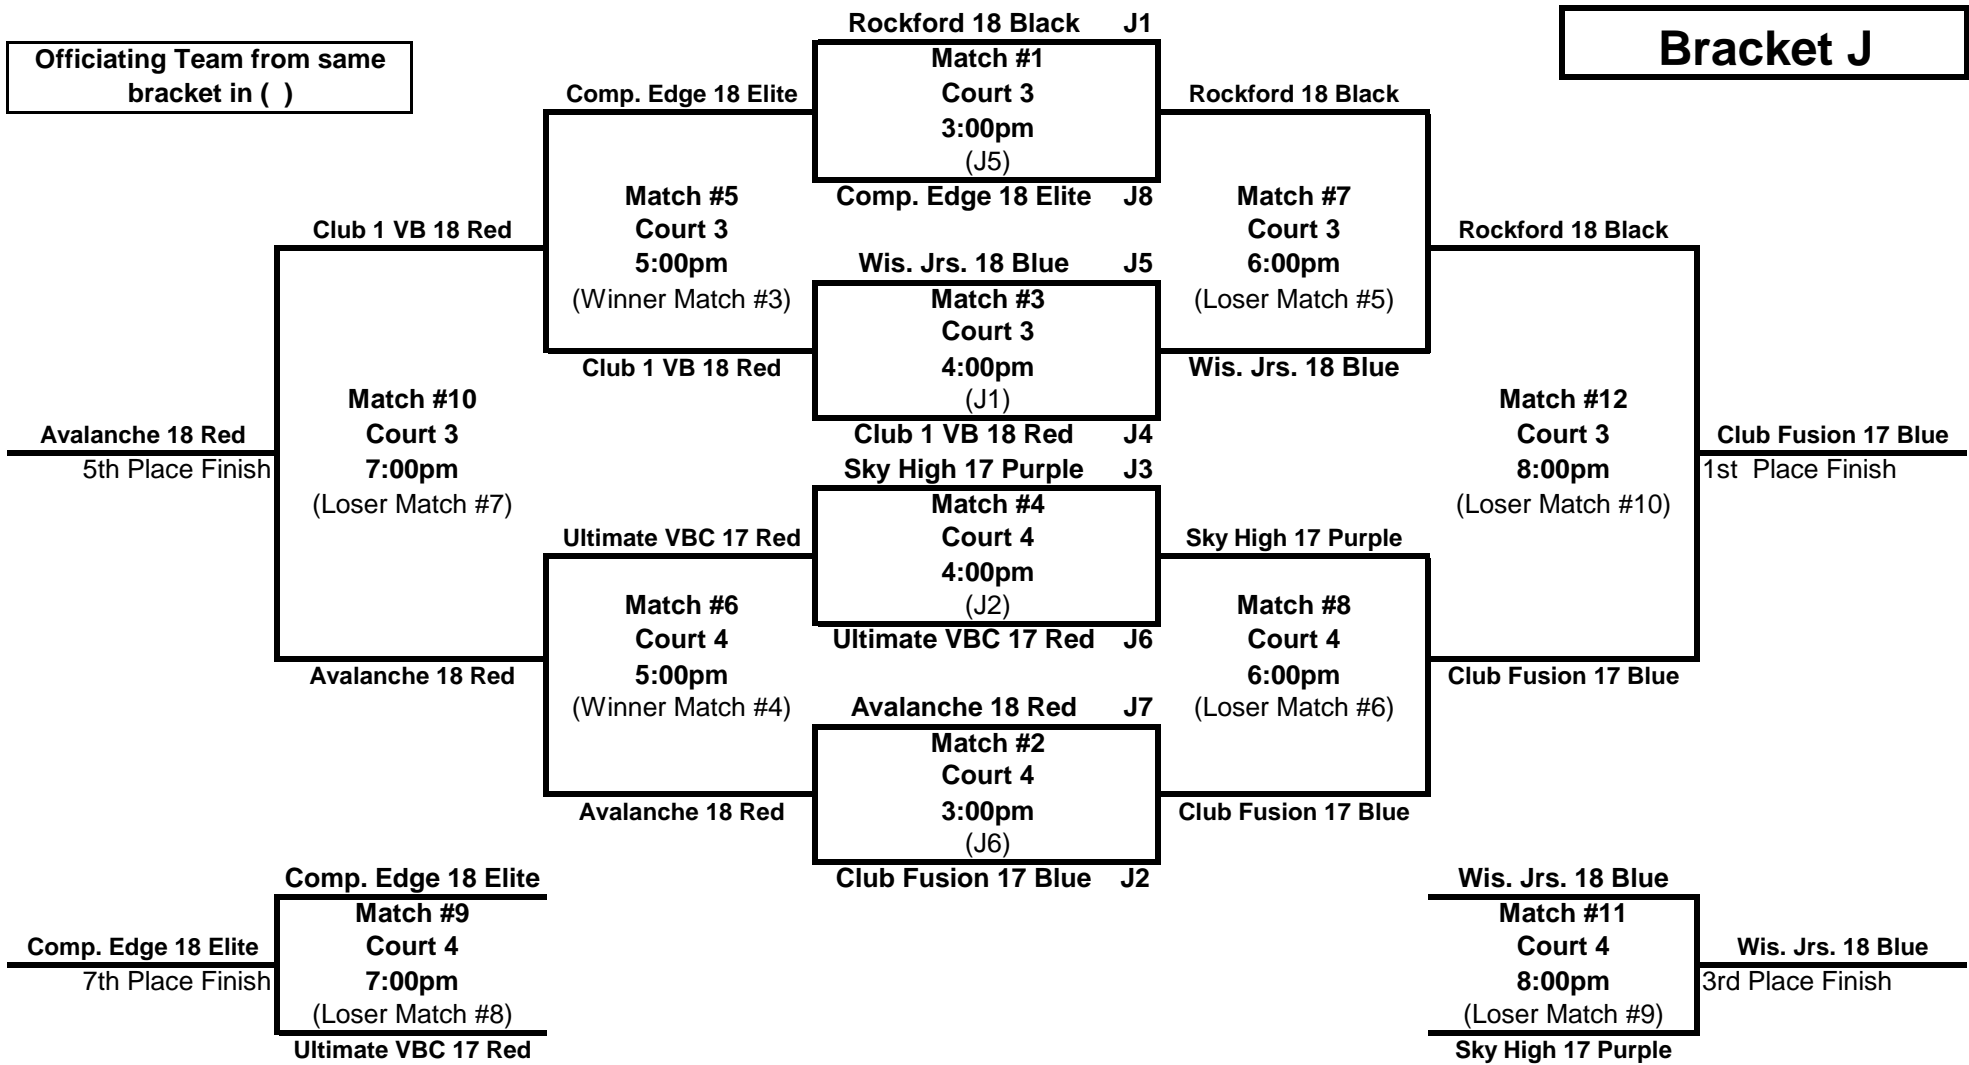 Rockford 18 Black J1
Bracket J
Officiating Team from same
bracket in ( )
Match #1
Court 3
3:00pm
(J5)
Comp. Edge 18 Elite
Rockford 18 Black
Comp. Edge 18 Elite J8
Match #5
Court 3
5:00pm
(Winner Match #3)
Match #7
Court 3
6:00pm
(Loser Match #5)
Club 1 VB 18 Red
Rockford 18 Black
Wis. Jrs. 18 Blue J5
Match #3
Court 3
4:00pm
(J1)
Club 1 VB 18 Red
Wis. Jrs. 18 Blue
Club 1 VB 18 Red J4
Match #10
Court 3
7:00pm
(Loser Match #7)
Match #12
Court 3
8:00pm
(Loser Match #10)
Avalanche 18 Red
5th Place Finish
Club Fusion 17 Blue
1st Place Finish
Sky High 17 Purple J3
Match #4
Court 4
4:00pm
(J2)
Ultimate VBC 17 Red
Sky High 17 Purple
Ultimate VBC 17 Red J6
Match #6
Court 4
5:00pm
(Winner Match #4)
Match #8
Court 4
6:00pm
(Loser Match #6)
Avalanche 18 Red
Club Fusion 17 Blue
Avalanche 18 Red J7
Match #2
Court 4
3:00pm
(J6)
Avalanche 18 Red
Club Fusion 17 Blue
Club Fusion 17 Blue J2
Comp. Edge 18 Elite
Match #9
Court 4
7:00pm
(Loser Match #8)
Ultimate VBC 17 Red
Comp. Edge 18 Elite
7th Place Finish
Wis. Jrs. 18 Blue
Match #11
Court 4
8:00pm
(Loser Match #9)
Sky High 17 Purple
Wis. Jrs. 18 Blue
3rd Place Finish